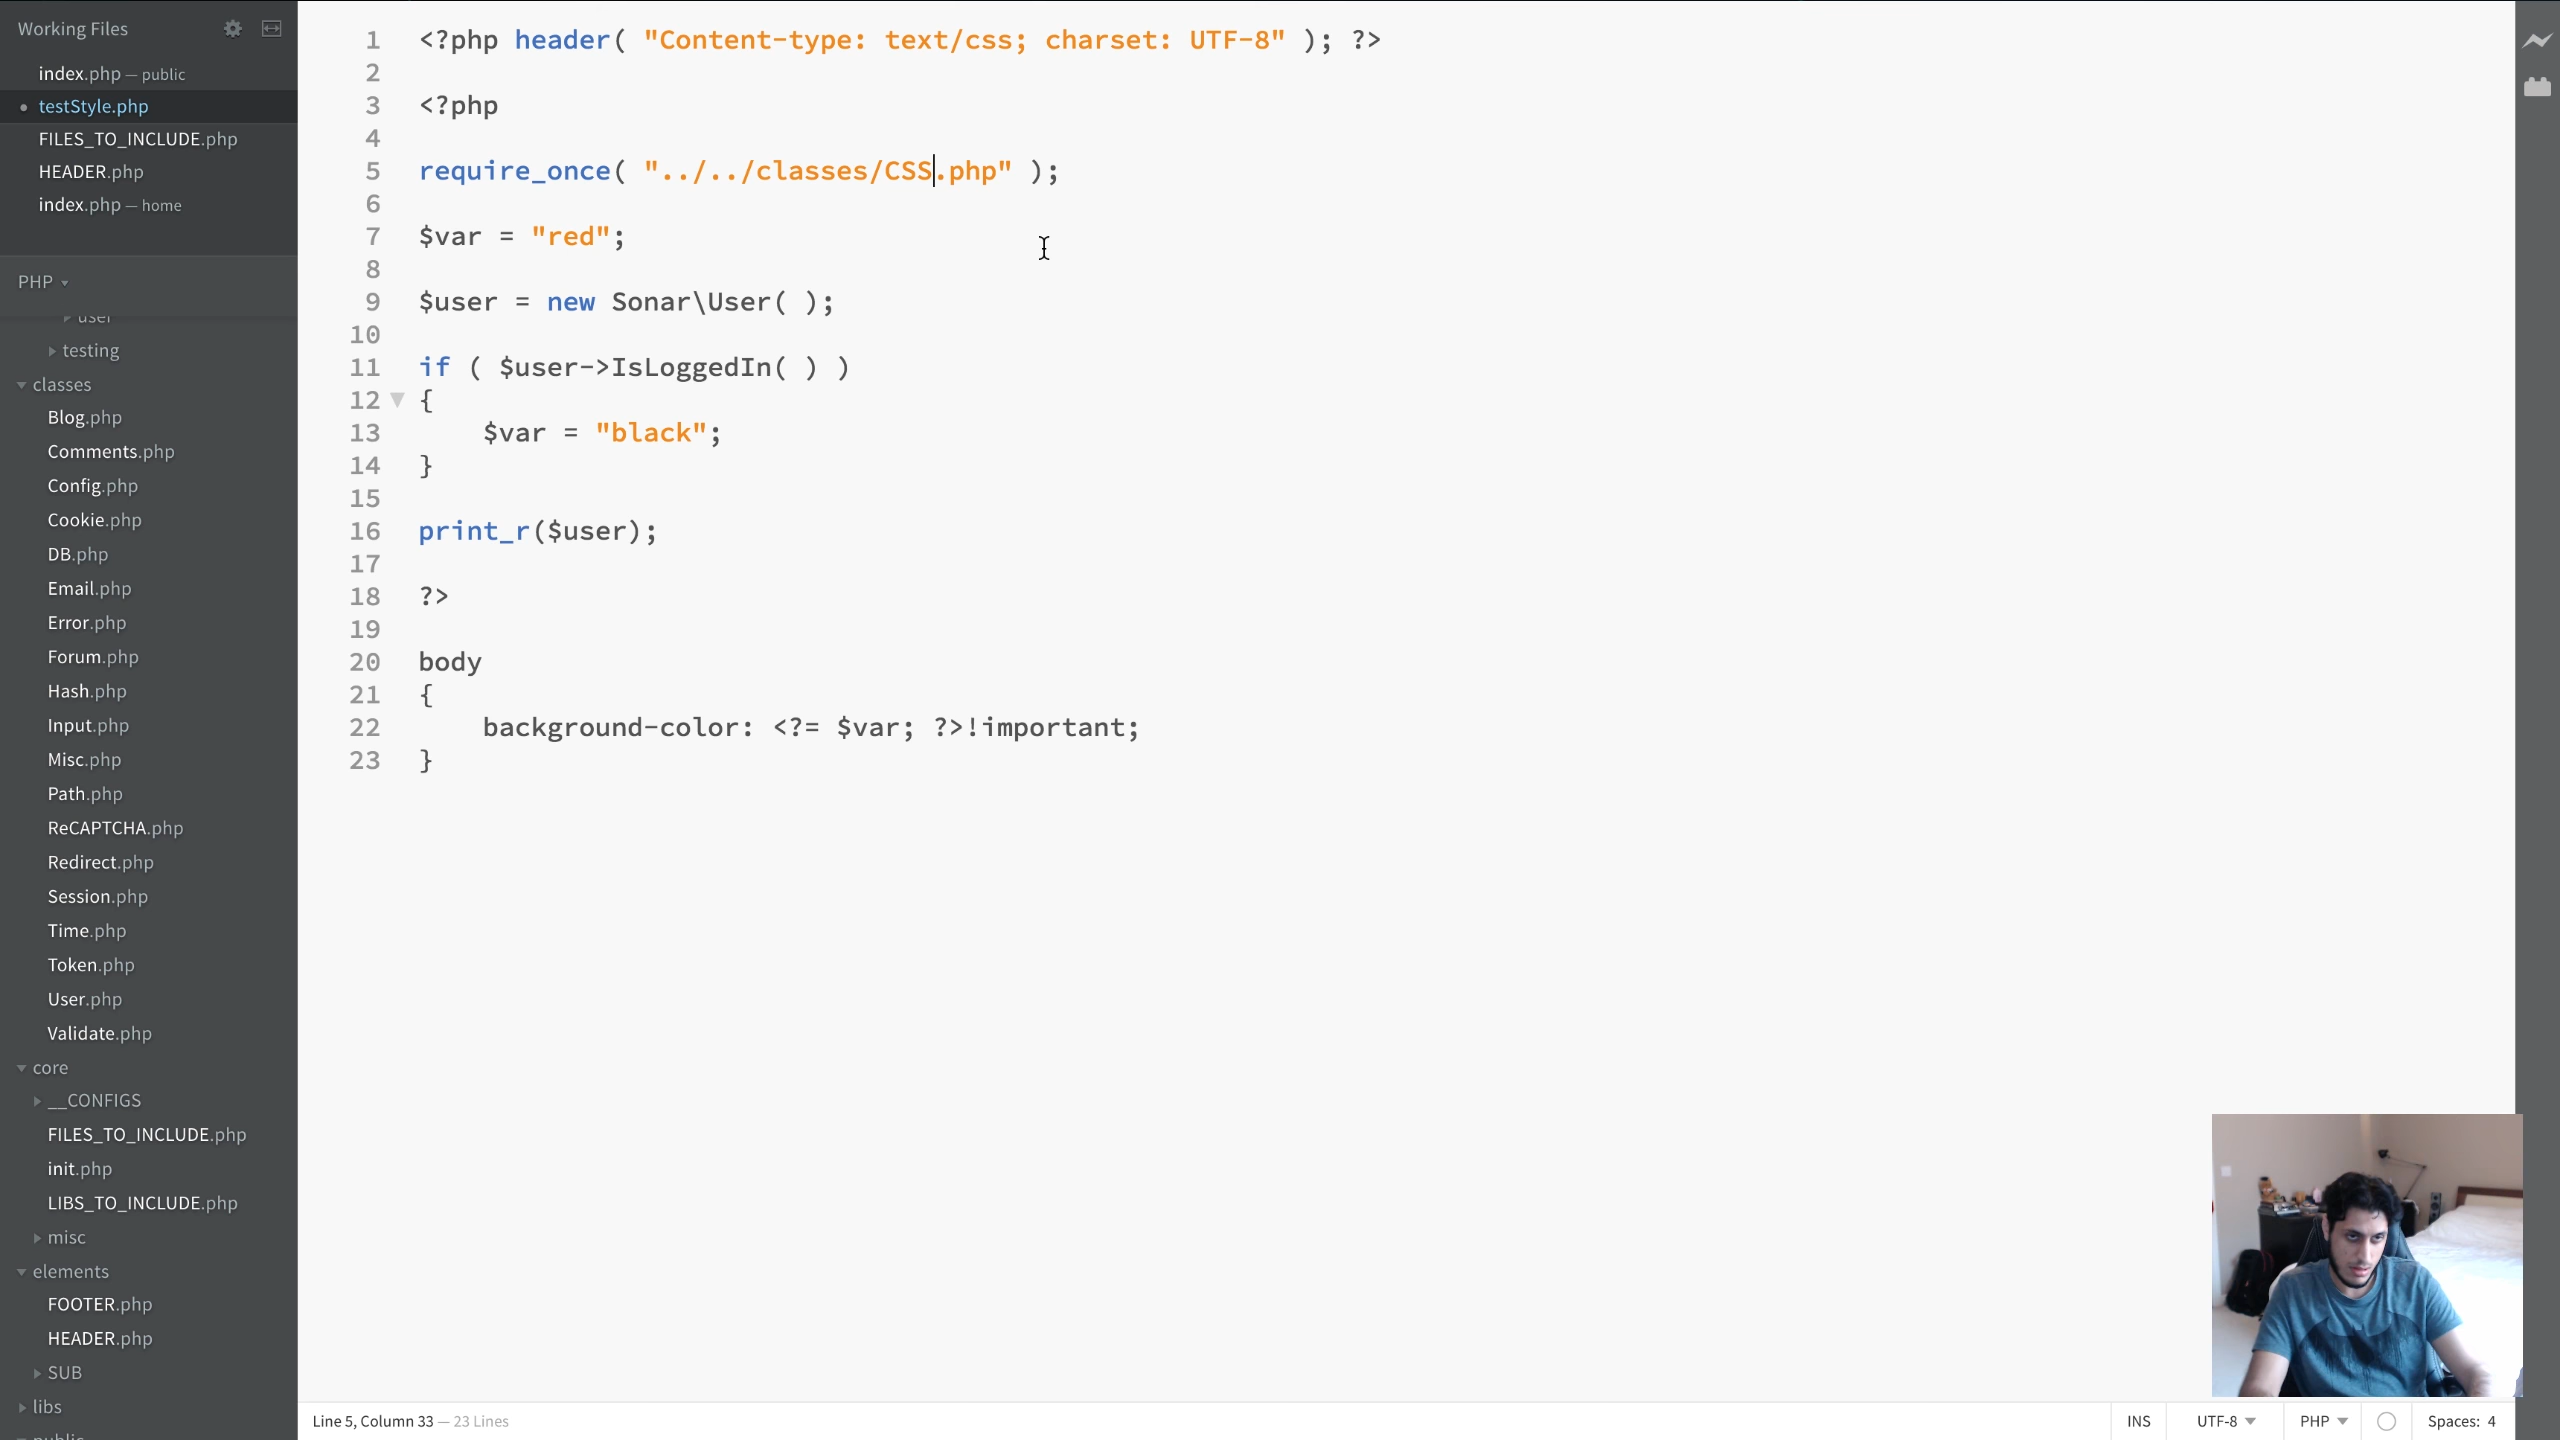 Working Files
index.php — public
testStyle.php
FILES_TO_INCLUDE.php
HEADER.php
index.php — home
PHP
user
testing
classes
Blog.php
Comments.php
Config.php
Cookie.php
DB.php
Email.php
Error.php
Forum.php
Hash.php
Input.php
Misc.php
Path.php
ReCAPTCHA.php
Redirect.php
Session.php
Time.php
Token.php
User.php
Validate.php
core
__CONFIGS
FILES_TO_INCLUDE.php
init.php
LIBS_TO_INCLUDE.php
misc
elements
FOOTER.php
HEADER.php
SUB
libs
public
1 <?php header( "Content-type: text/css; charset: UTF-8" ); ?>
2
3 <?php
4
5 require_once( "../../classes/CSS.php" );
6
7 $var = "red";
8
9 $user = new Sonar\User( );
10
11 if ( $user->IsLoggedIn( ) )
12 {
13     $var = "black";
14 }
15
16 print_r($user);
17
18 ?>
19
20 body
21 {
22     background-color: <?= $var; ?>!important;
23 }
Line 5, Column 33 — 23 Lines
INS
UTF-8
PHP
Spaces: 4